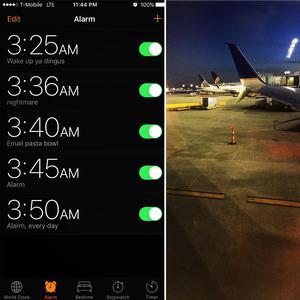 T-Mobile LTE 11:44 PM 100%
Edit Alarm +
3:25AM
Wake up ya dingus
3:36AM
nightmare
3:40AM
Email pasta bowl
3:45AM
Alarm
3:50AM
Alarm, every day
World Clock Alarm Bedtime Stopwatch Timer